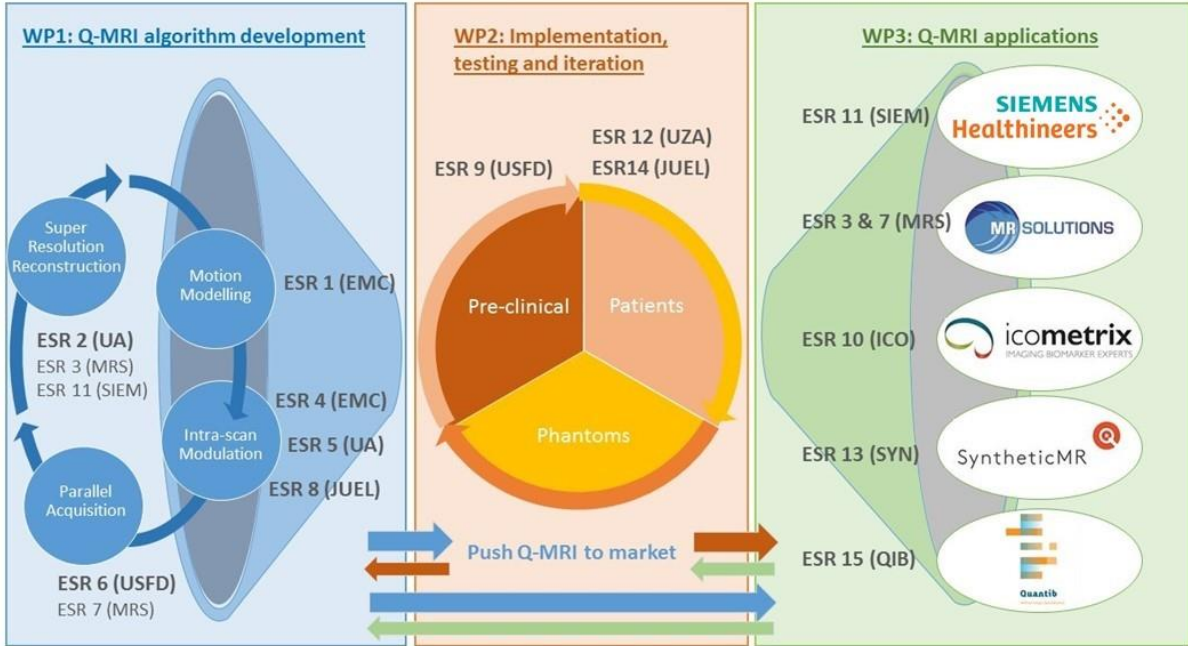 WP1: Q-MRI algorithm development
Super
Resolution
Reconstruction
Motion
Modelling
ESR 1 (EMC)
ESR 2 (UA)
ESR 3 (MRS)
ESR 11 (SIEM)
ESR 4 (EMC)
Intra-scan
Modulation
ESR 5 (UA)
ESR 8 (JUEL)
Parallel
Acquisition
ESR 6 (USFD)
ESR 7 (MRS)
WP2: Implementation,
testing and iteration
ESR 9 (USFD)
ESR 12 (UZA)
ESR14 (JUEL)
Pre-clinical
Patients
Phantoms
Push Q-MRI to market
WP3: Q-MRI applications
ESR 11 (SIEM)
SIEMENS
Healthineers
ESR 3 & 7 (MRS)
MR SOLUTIONS
ESR 10 (ICO)
icometrix
IMAGING BIOMARKER EXPERTS
ESR 13 (SYN)
SyntheticMR
ESR 15 (QIB)
Quantib